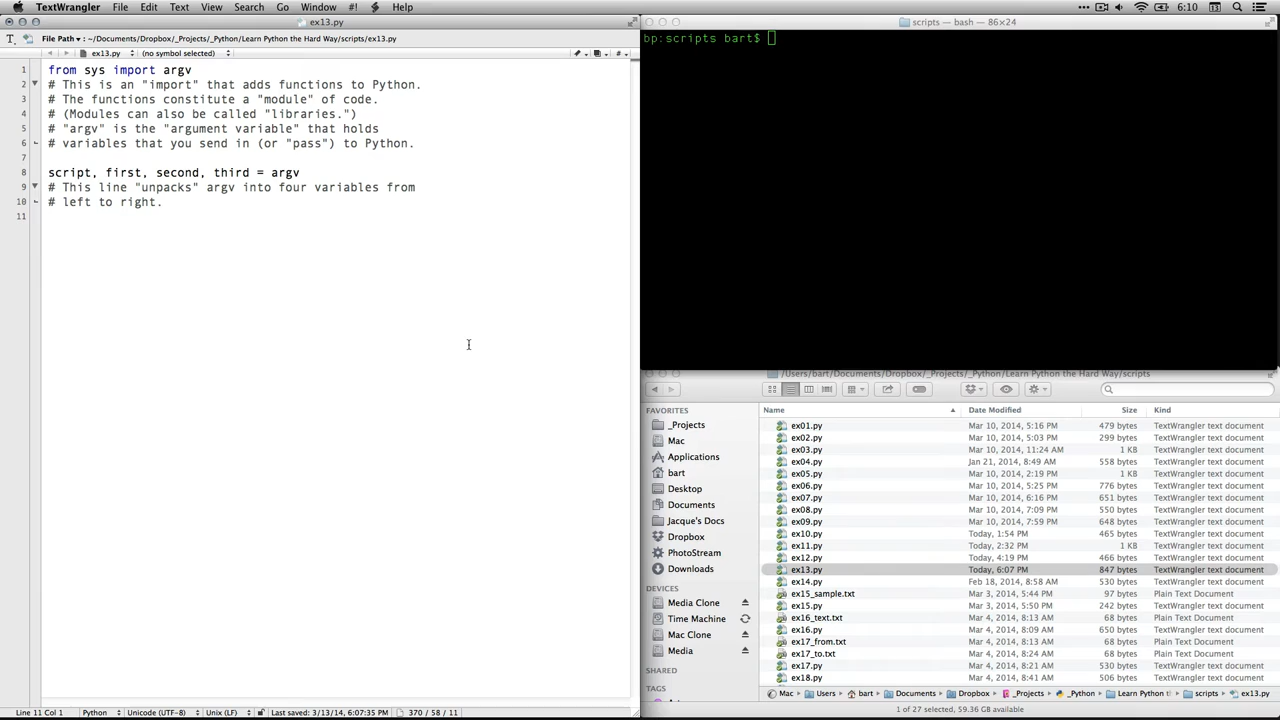 TextWrangler File Edit Text View Search Go Window #! Help 6:10
ex13.py
File Path ▾ : ~/Documents/Dropbox/_Projects/_Python/Learn Python the Hard Way/scripts/ex13.py
ex13.py (no symbol selected) #
1 from sys import argv
2 # This is an "import" that adds functions to Python.
3 # The functions constitute a "module" of code.
4 # (Modules can also be called "libraries.")
5 # "argv" is the "argument variable" that holds
6 # variables that you send in (or "pass") to Python.
7
8 script, first, second, third = argv
9 # This line "unpacks" argv into four variables from
10 # left to right.
11
Line 11 Col 1 Python Unicode (UTF-8) Unix (LF) Last saved: 3/13/14, 6:07:35 PM 370 / 58 / 11
scripts — bash — 86×24
bp:scripts bart$
/Users/bart/Documents/Dropbox/_Projects/_Python/Learn Python the Hard Way/scripts
FAVORITES
_Projects
Mac
Applications
bart
Desktop
Documents
Jacque's Docs
Dropbox
PhotoStream
Downloads
DEVICES
Media Clone
Time Machine
Mac Clone
Media
SHARED
TAGS
Name Date Modified Size Kind
ex01.py Mar 10, 2014, 5:16 PM 479 bytes TextWrangler text document
ex02.py Mar 10, 2014, 5:03 PM 299 bytes TextWrangler text document
ex03.py Mar 10, 2014, 11:24 AM 1 KB TextWrangler text document
ex04.py Jan 21, 2014, 8:49 AM 558 bytes TextWrangler text document
ex05.py Mar 10, 2014, 2:19 PM 1 KB TextWrangler text document
ex06.py Mar 10, 2014, 5:25 PM 776 bytes TextWrangler text document
ex07.py Mar 10, 2014, 6:16 PM 651 bytes TextWrangler text document
ex08.py Mar 10, 2014, 7:09 PM 550 bytes TextWrangler text document
ex09.py Mar 10, 2014, 7:59 PM 648 bytes TextWrangler text document
ex10.py Today, 1:54 PM 465 bytes TextWrangler text document
ex11.py Today, 2:32 PM 1 KB TextWrangler text document
ex12.py Today, 4:19 PM 466 bytes TextWrangler text document
ex13.py Today, 6:07 PM 847 bytes TextWrangler text document
ex14.py Feb 18, 2014, 8:58 AM 530 bytes TextWrangler text document
ex15_sample.txt Mar 3, 2014, 5:44 PM 97 bytes Plain Text Document
ex15.py Mar 3, 2014, 5:50 PM 242 bytes TextWrangler text document
ex16_text.txt Mar 4, 2014, 8:13 AM 68 bytes Plain Text Document
ex16.py Mar 4, 2014, 8:09 AM 650 bytes TextWrangler text document
ex17_from.txt Mar 4, 2014, 8:13 AM 68 bytes Plain Text Document
ex17_to.txt Mar 4, 2014, 8:24 AM 68 bytes Plain Text Document
ex17.py Mar 4, 2014, 8:21 AM 530 bytes TextWrangler text document
ex18.py Mar 4, 2014, 8:41 AM 506 bytes TextWrangler text document
Mac ▸ Users ▸ bart ▸ Documents ▸ Dropbox ▸ _Projects ▸ _Python ▸ Learn Python t ▸ scripts ▸ ex13.py
1 of 27 selected, 59.36 GB available